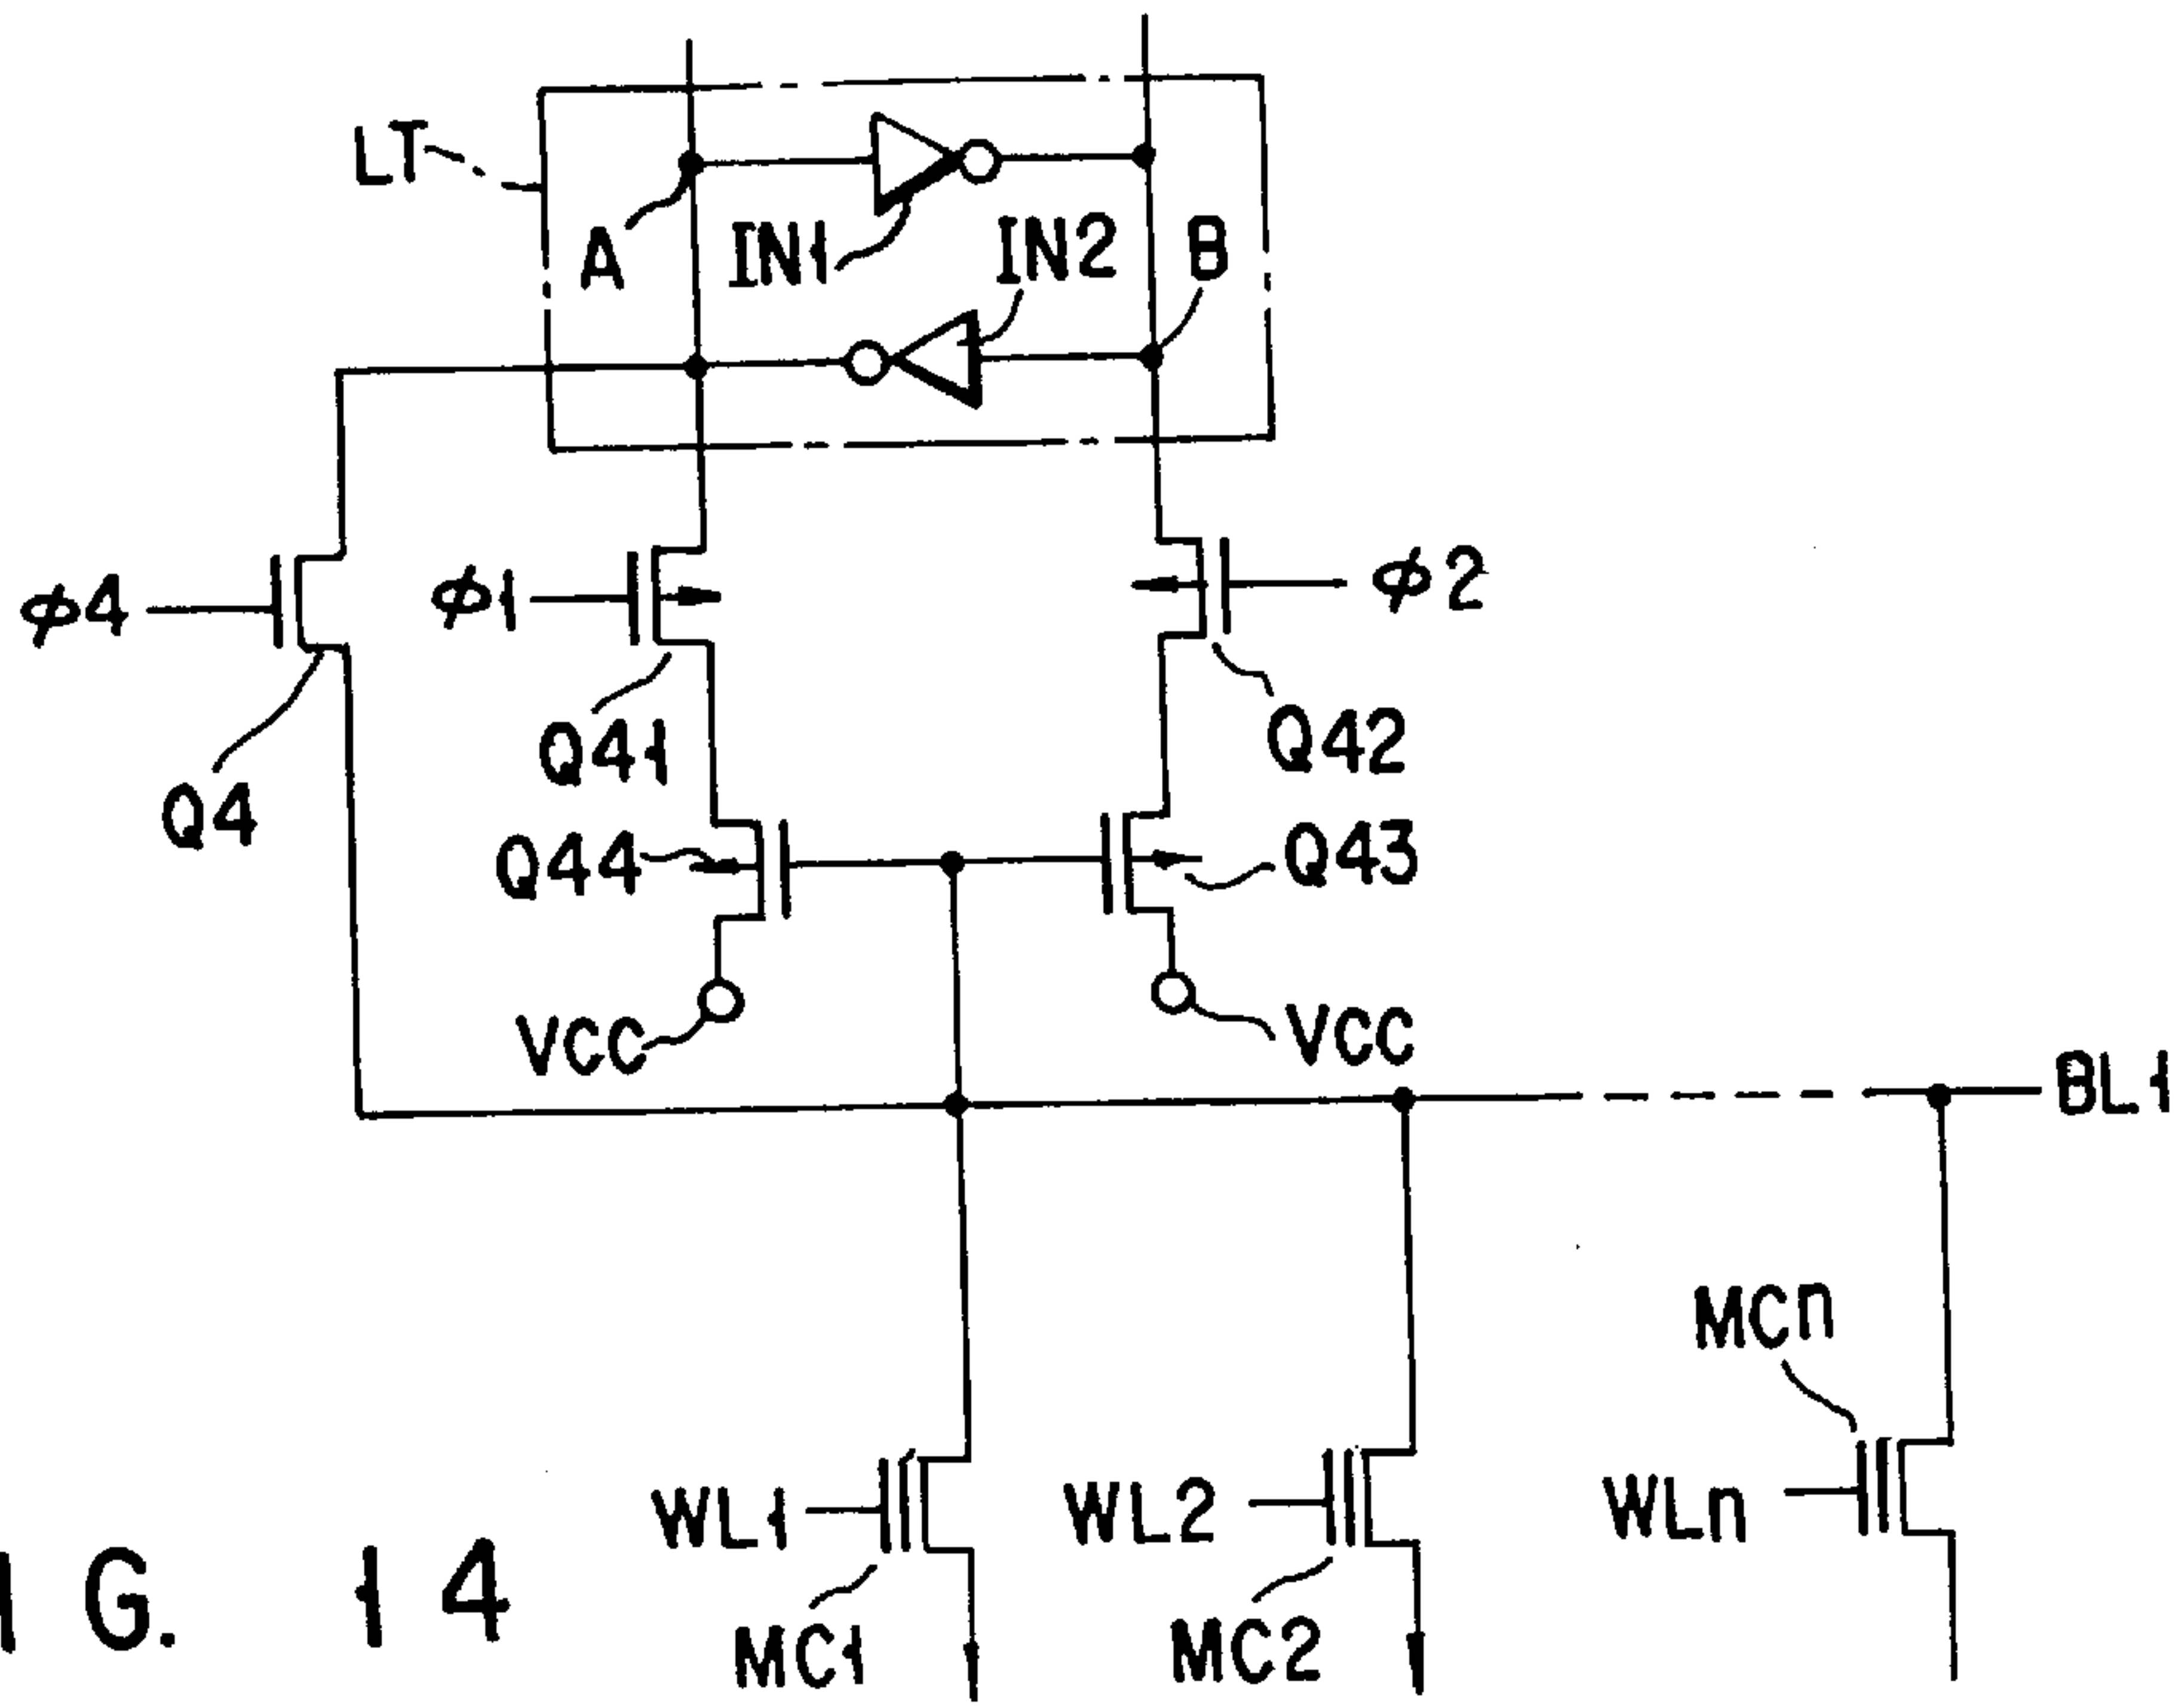 LT
A
IN1
IN2
B
φ4
φ1
φ2
Q41
Q42
Q4
Q44
Q43
VCC
VCC
BL1
MCn
WL1
WL2
WLn
MC1
MC2
IG. 14